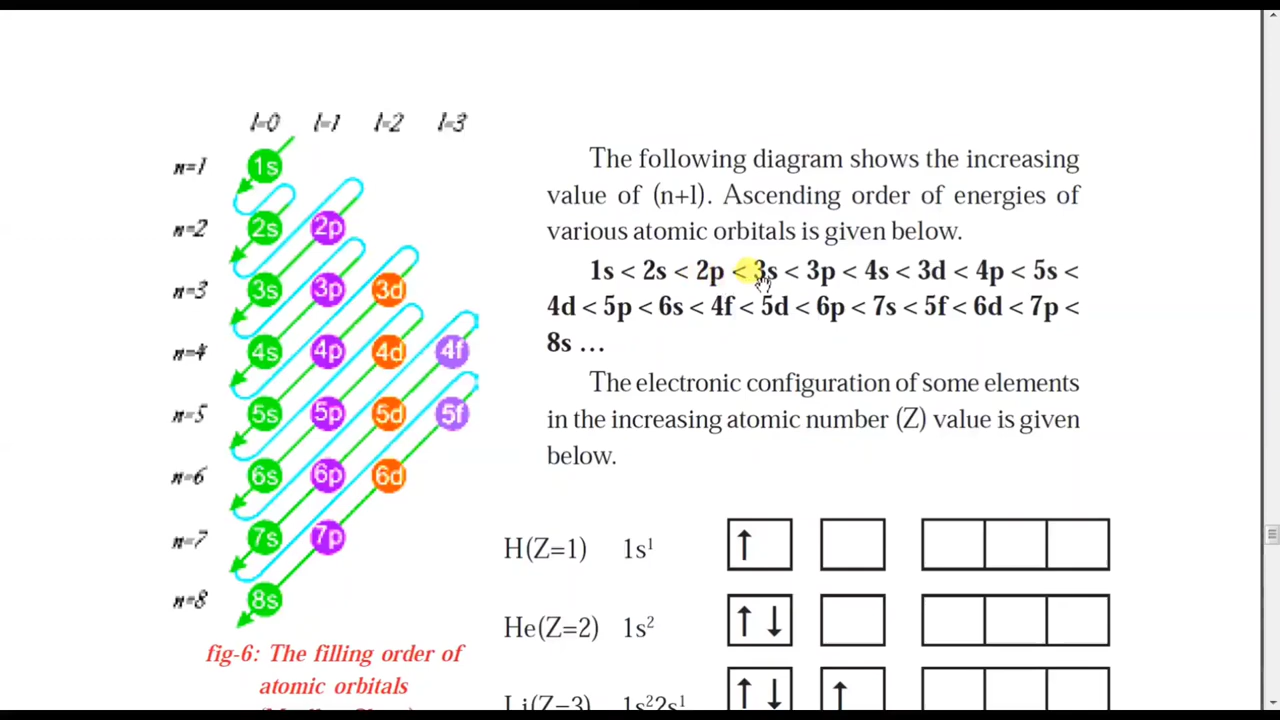 l=0 l=1 l=2 l=3
n=1 1s
n=2 2s 2p
n=3 3s 3p 3d
n=4 4s 4p 4d 4f
n=5 5s 5p 5d 5f
n=6 6s 6p 6d
n=7 7s 7p
n=8 8s
fig-6: The filling order of
atomic orbitals
The following diagram shows the increasing
value of (n+l). Ascending order of energies of
various atomic orbitals is given below.
1s < 2s < 2p < 3s < 3p < 4s < 3d < 4p < 5s <
4d < 5p < 6s < 4f < 5d < 6p < 7s < 5f < 6d < 7p <
8s ...
The electronic configuration of some elements
in the increasing atomic number (Z) value is given
below.
H(Z=1) 1s¹ ↑
He(Z=2) 1s² ↑ ↓
Li(Z=3) 1s²2s¹ ↑ ↓ ↑